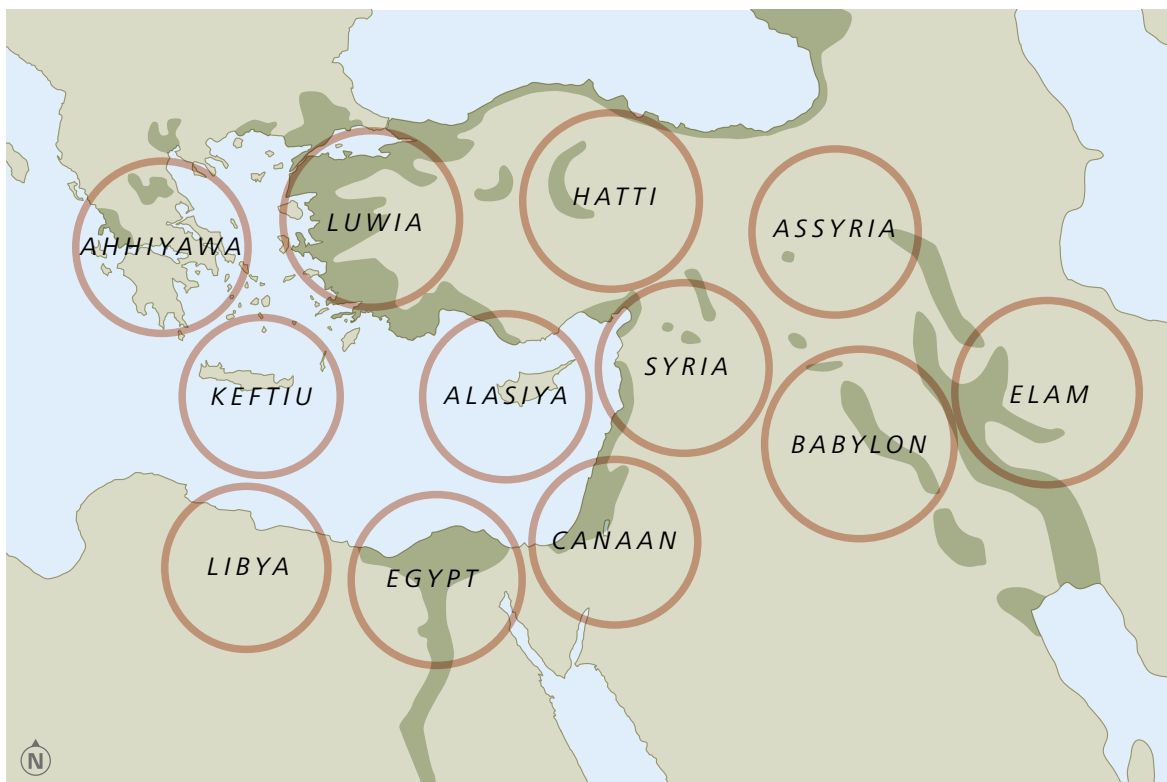 HATTI
LUWIA
ASSYRIA
AHHIYAWA
SYRIA
KEFTIU
ALASIYA
ELAM
BABYLON
CANAAN
LIBYA
EGYPT
N